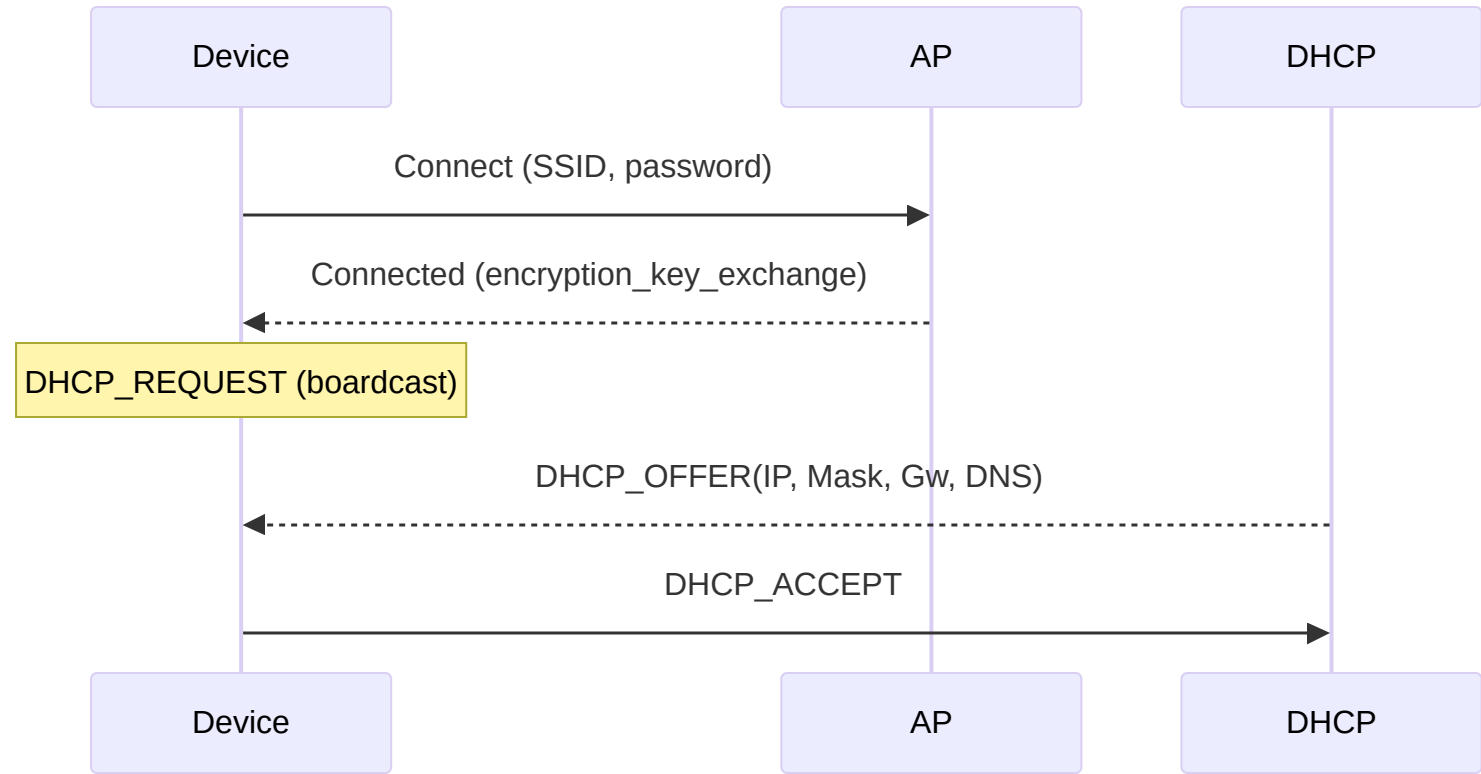 Device
AP
DHCP
Connect (SSID, password)
Connected (encryption_key_exchange)
DHCP_REQUEST (boardcast)
DHCP_OFFER(IP, Mask, Gw, DNS)
DHCP_ACCEPT
Device
AP
DHCP